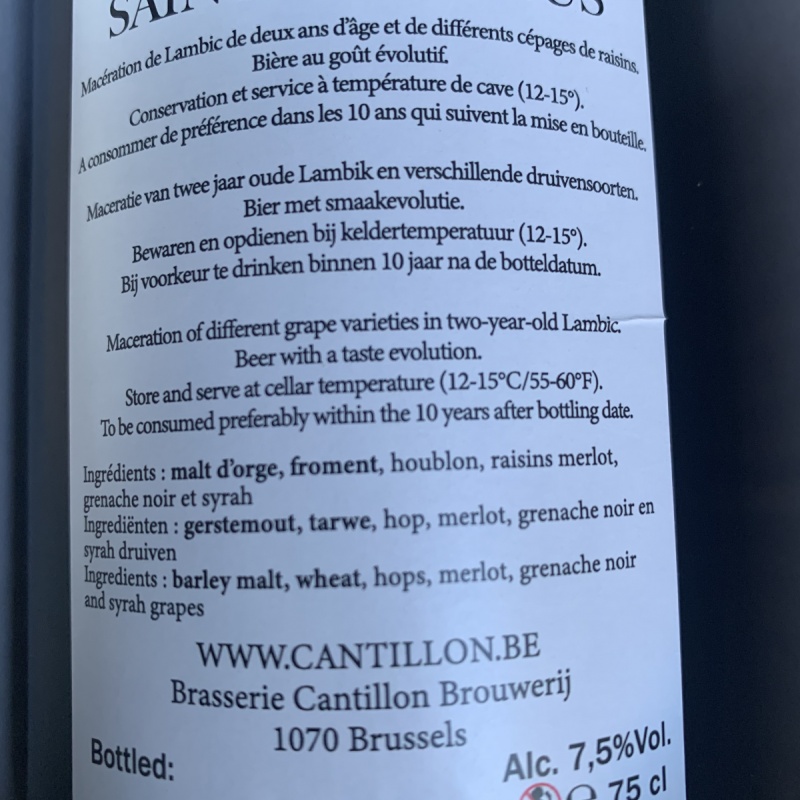 Macération de Lambic de deux ans d'âge et de différents cépages de raisins.
Bière au goût évolutif.
Conservation et service à température de cave (12-15°).
A consommer de préférence dans les 10 ans qui suivent la mise en bouteille.
Maceratie van twee jaar oude Lambik en verschillende druivensoorten.
Bier met smaakevolutie.
Bewaren en opdienen bij keldertemperatuur (12-15°).
Bij voorkeur te drinken binnen 10 jaar na de botteldatum.
Maceration of different grape varieties in two-year-old Lambic.
Beer with a taste evolution.
Store and serve at cellar temperature (12-15°C/55-60°F).
To be consumed preferably within the 10 years after bottling date.
Ingrédients : malt d'orge, froment, houblon, raisins merlot,
grenache noir et syrah
Ingrediënten : gerstemout, tarwe, hop, merlot, grenache noir en
syrah druiven
Ingredients : barley malt, wheat, hops, merlot, grenache noir
and syrah grapes
WWW.CANTILLON.BE
Brasserie Cantillon Brouwerij
1070 Brussels
Bottled:
Alc. 7,5%Vol.
75 cl